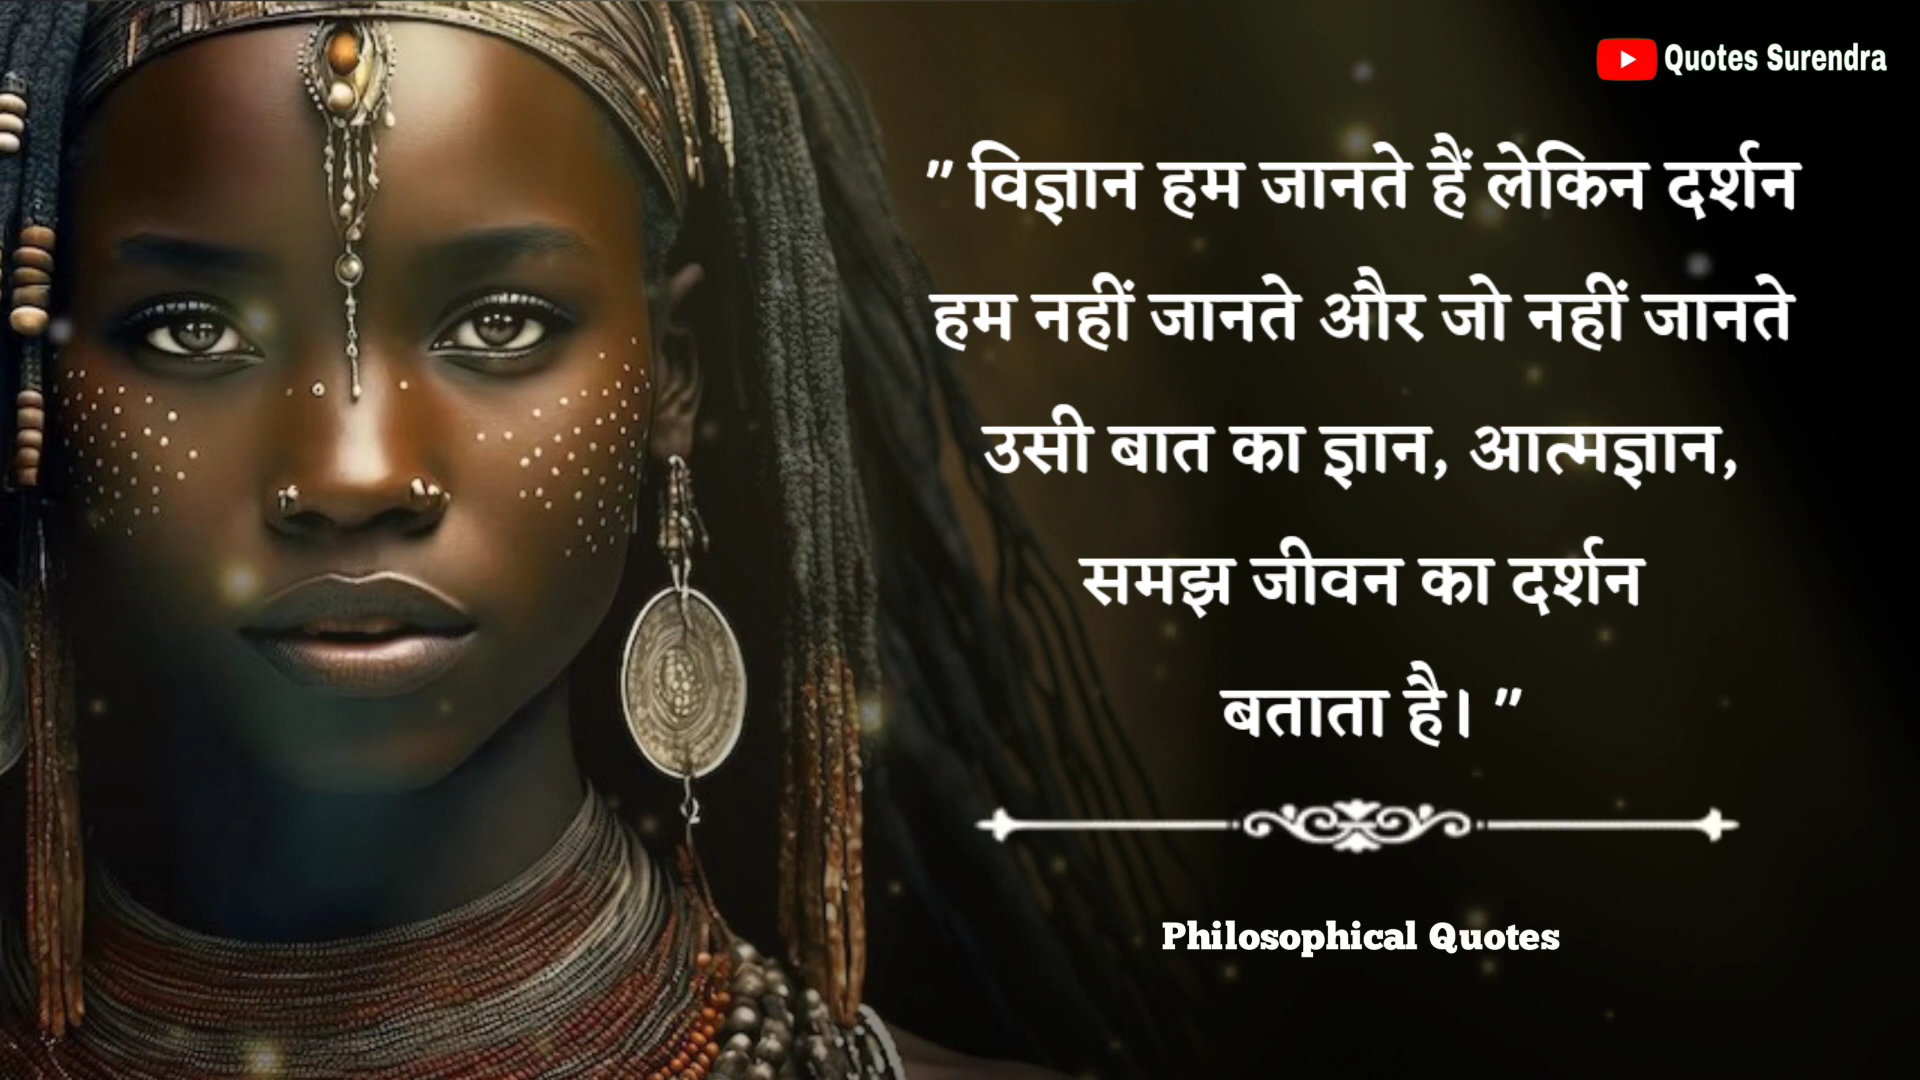 Quotes Surendra
" विज्ञान हम जानते हैं लेकिन दर्शन
हम नहीं जानते और जो नहीं जानते
उसी बात का ज्ञान, आत्मज्ञान,
समझ जीवन का दर्शन
बताता है। "
Philosophical Quotes